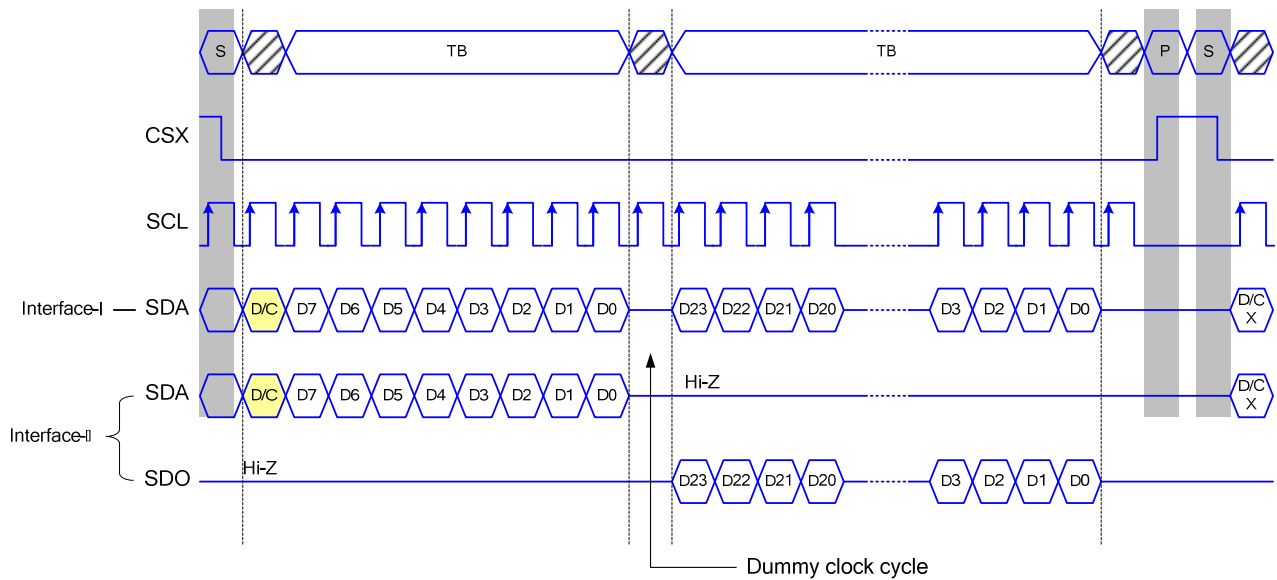 S TB TB P S
CSX
SCL
Interface-I SDA D/C D7 D6 D5 D4 D3 D2 D1 D0 D23 D22 D21 D20 D3 D2 D1 D0 D/C X
SDA D/C D7 D6 D5 D4 D3 D2 D1 D0 Hi-Z D/C X
Interface-
SDO Hi-Z D23 D22 D21 D20 D3 D2 D1 D0
Dummy clock cycle